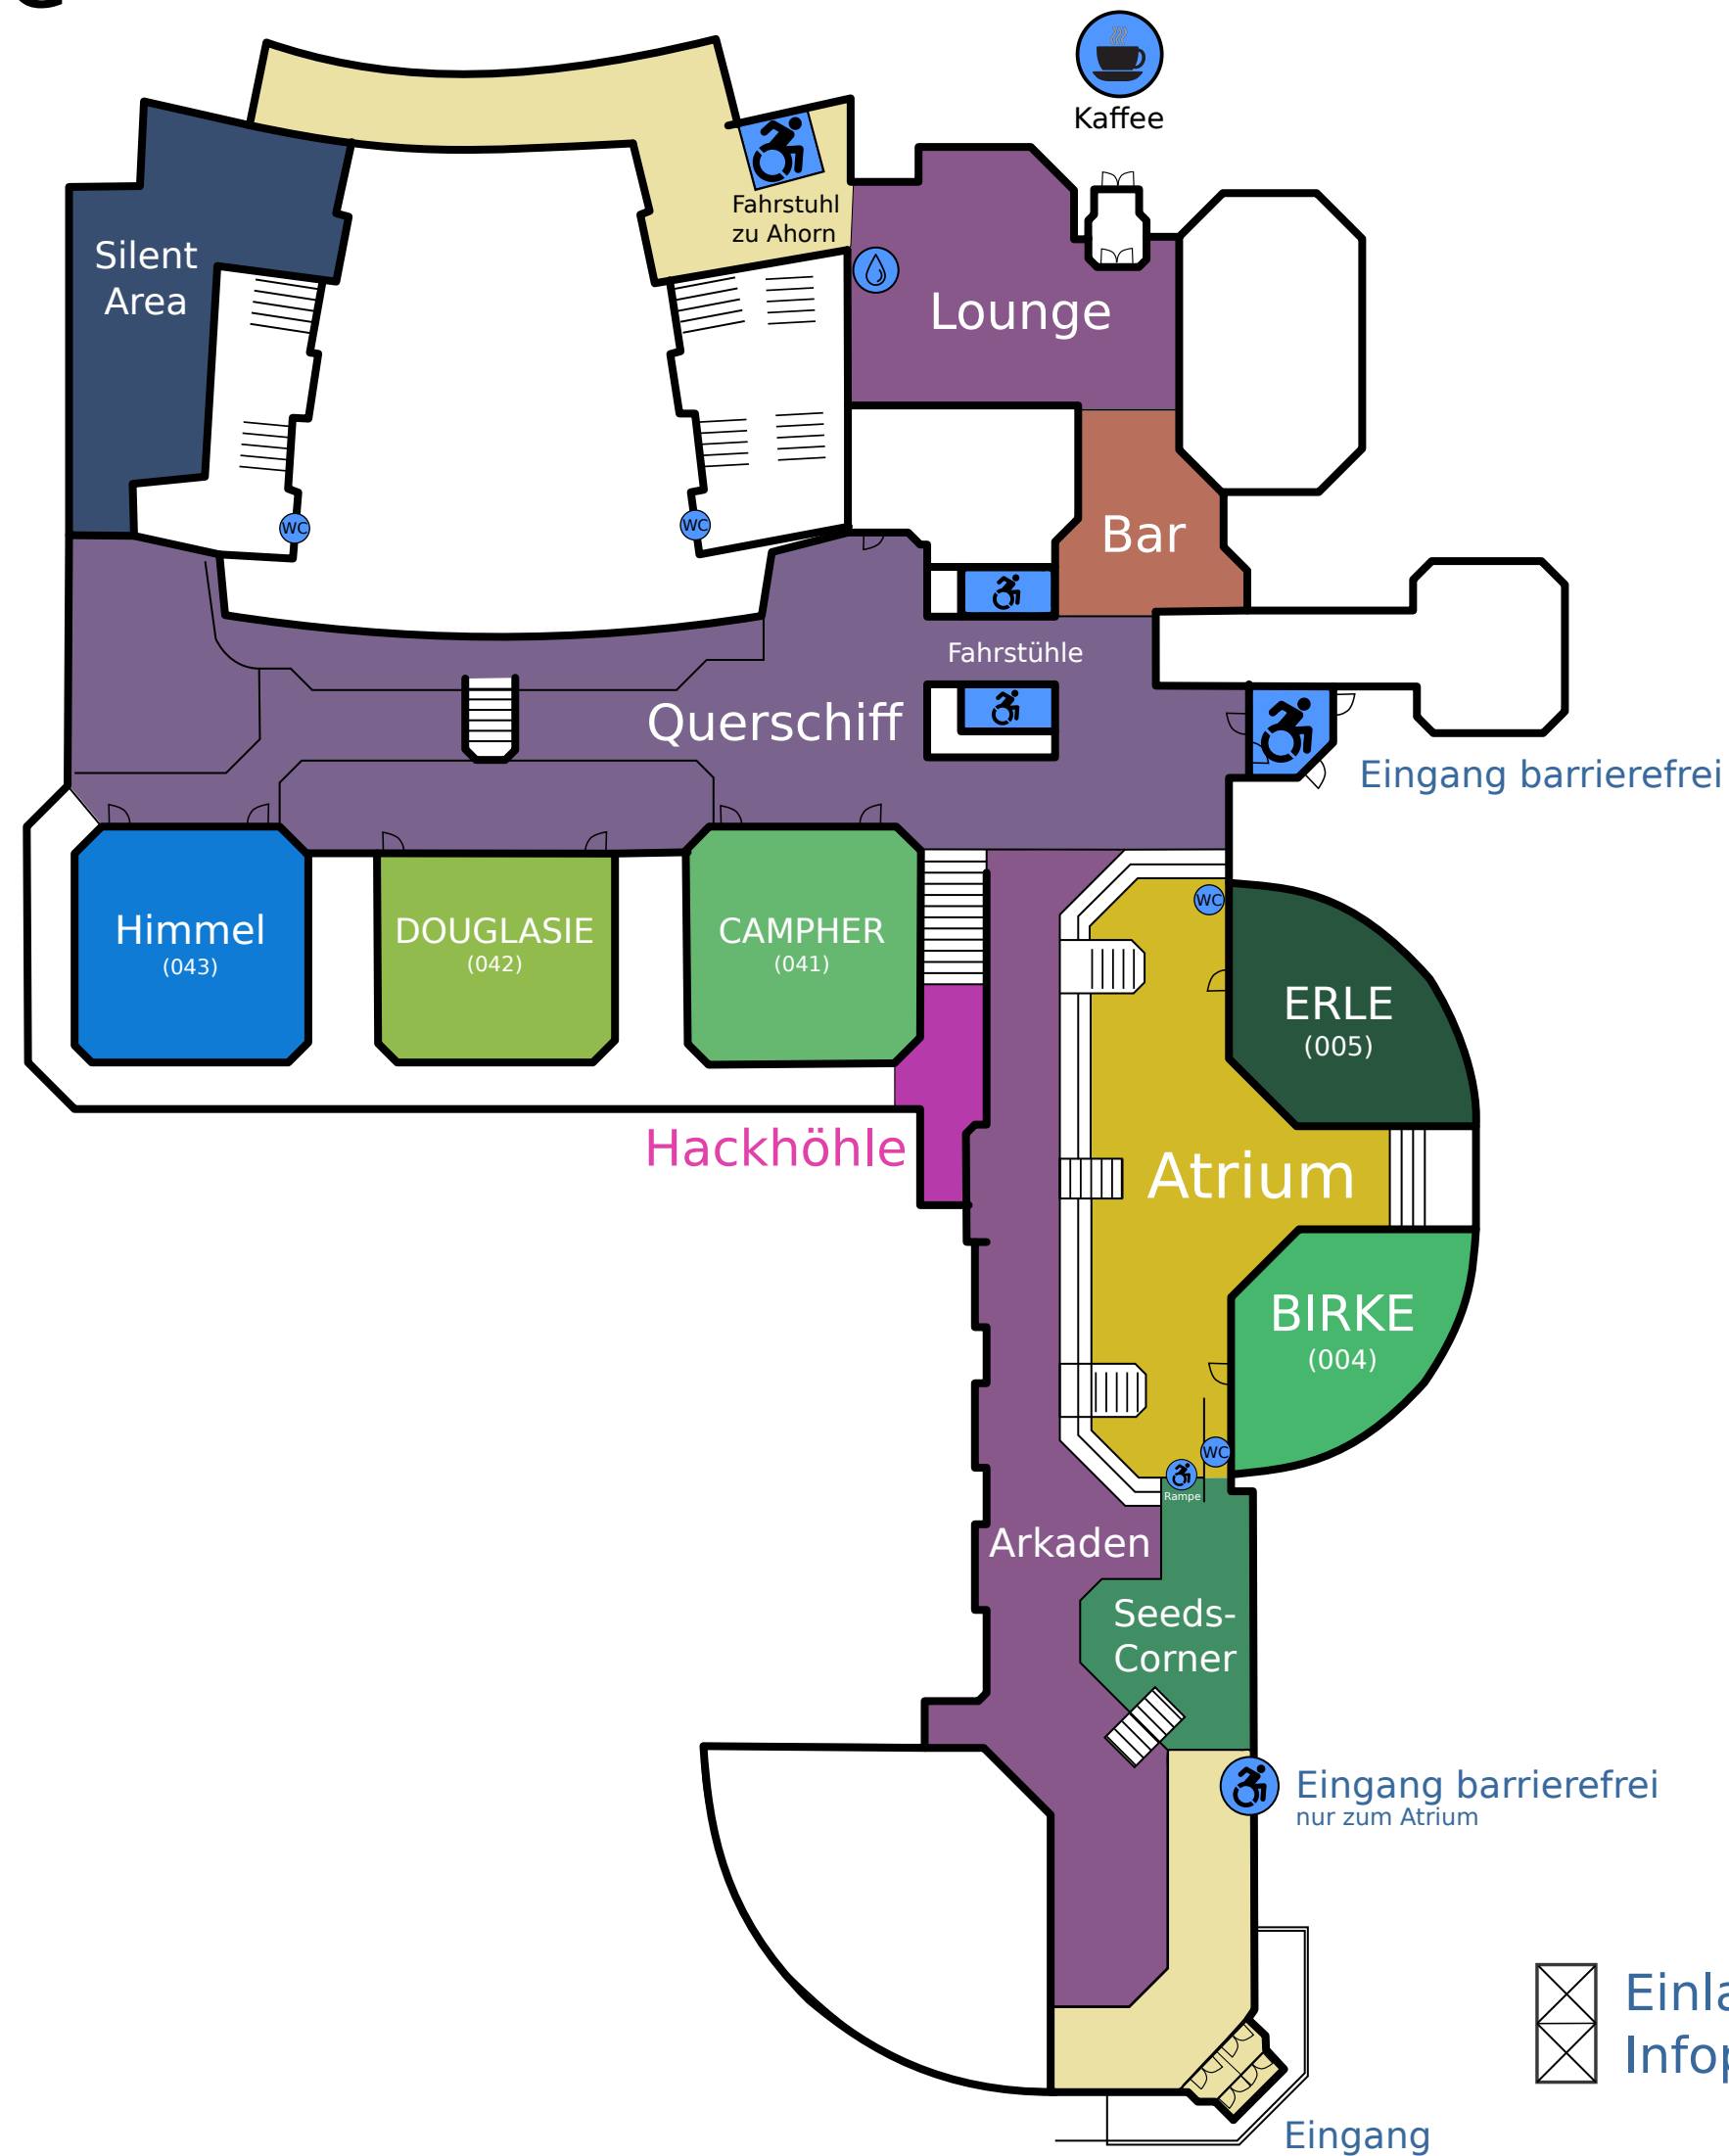 Kaffee
Fahrstuhl
zu Ahorn
Silent
Area
Lounge
Bar
WC
WC
Fahrstühle
Querschiff
Eingang barrierefrei
Himmel
(043)
DOUGLASIE
(042)
CAMPHER
(041)
WC
ERLE
(005)
Hackhöhle
Atrium
BIRKE
(004)
WC
Rampe
Arkaden
Seeds-
Corner
Eingang barrierefrei
nur zum Atrium
Eingang